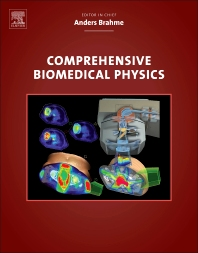 EDITOR IN CHIEF
Anders Brahme
COMPREHENSIVE
BIOMEDICAL PHYSICS